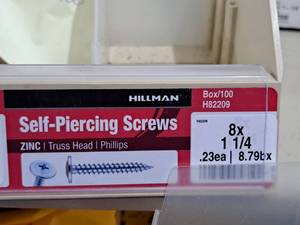 HILLMAN
Box/100
H82209
Self-Piercing Screws
ZINC | Truss Head | Phillips
8x
1 1/4
.23ea | 8.79bx